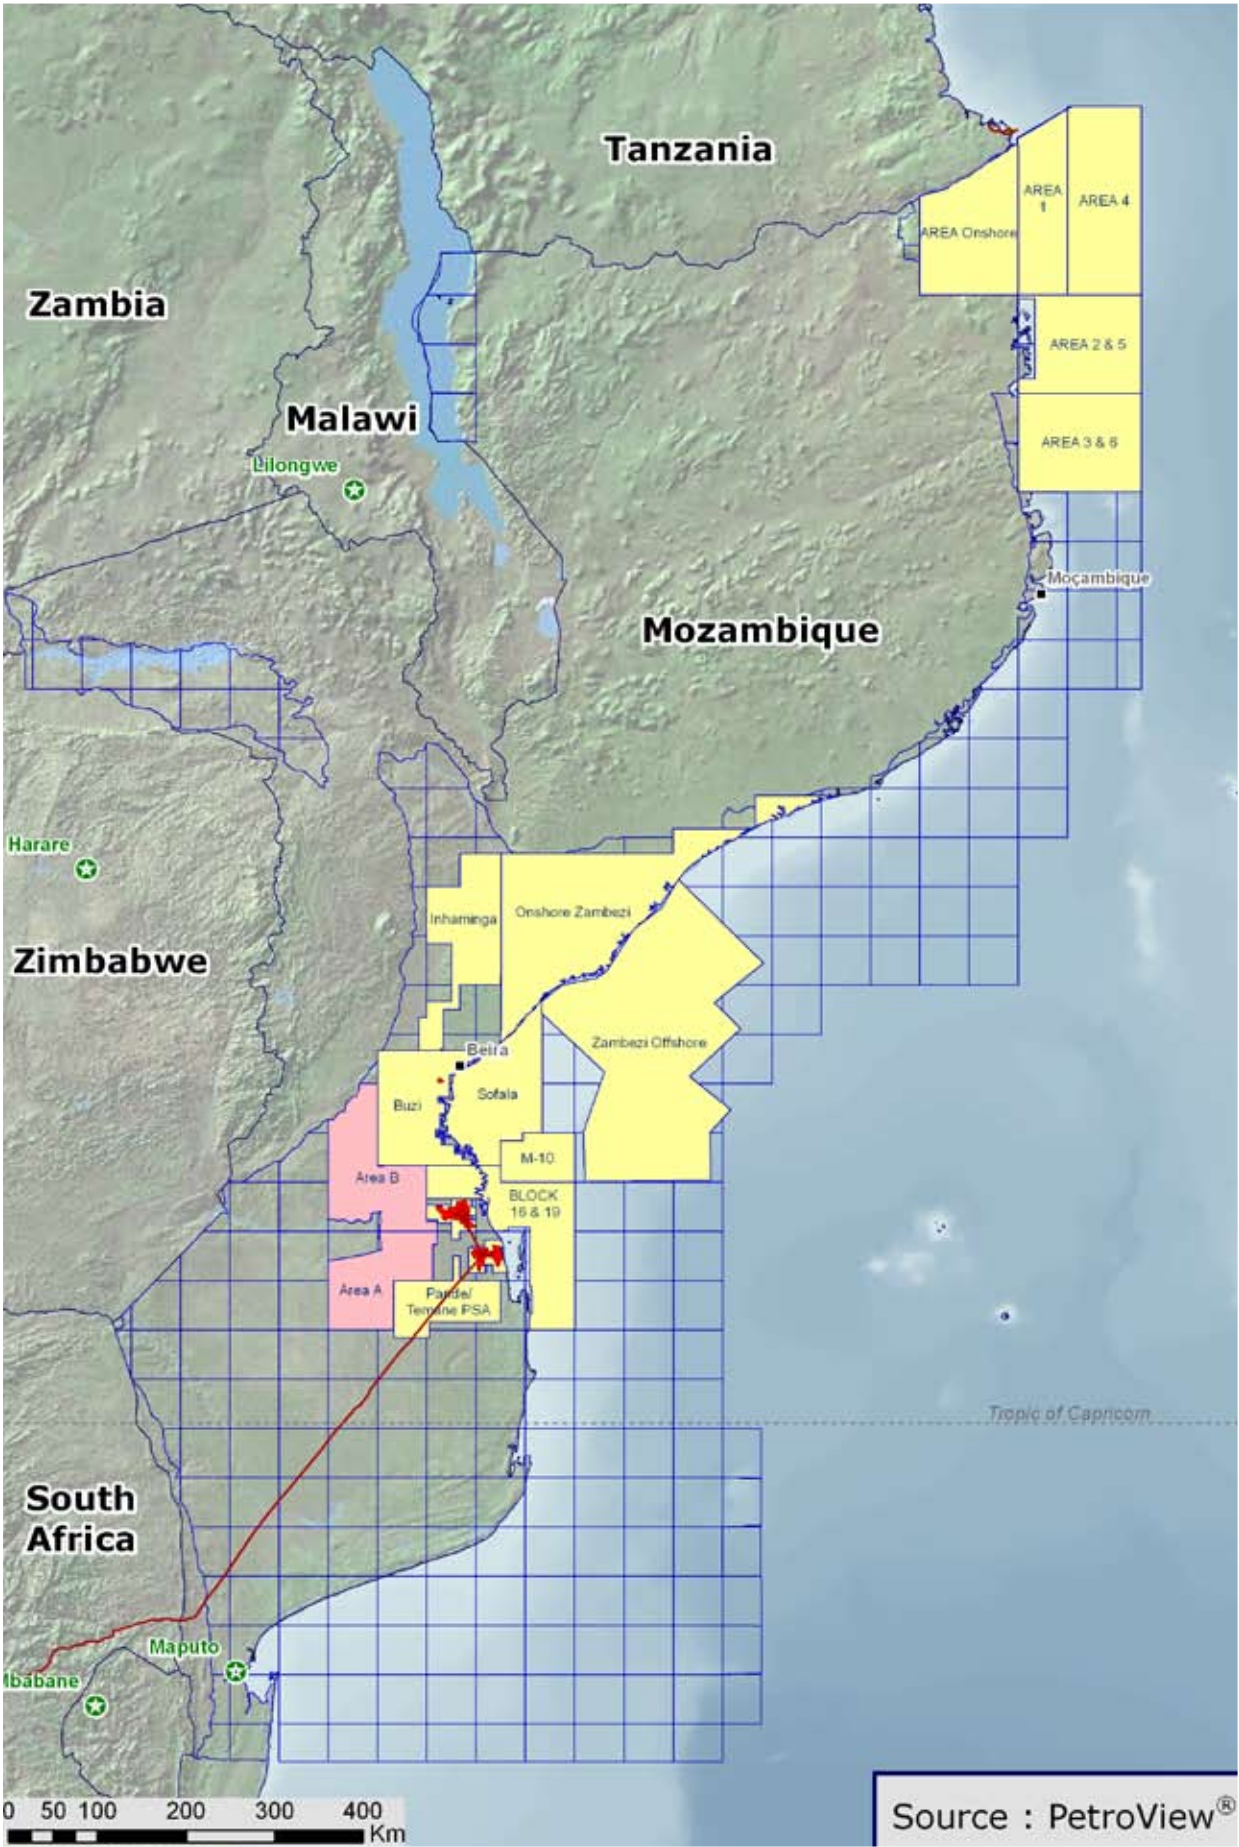 Tanzania
AREA
1
AREA 4
AREA Onshore
Zambia
AREA 2 & 5
Malawi
AREA 3 & 6
Lilongwe
Moçambique
Mozambique
Harare
Inhaminga
Onshore Zambezi
Zimbabwe
Zambezi Offshore
Beira
Sofala
Buzi
M-10
Area B
BLOCK
16 & 19
Area A
Pande/
Temane PSA
Tropic of Capricorn
South
Africa
Maputo
Mbabane
0 50 100 200 300 400
Km
Source : PetroView®